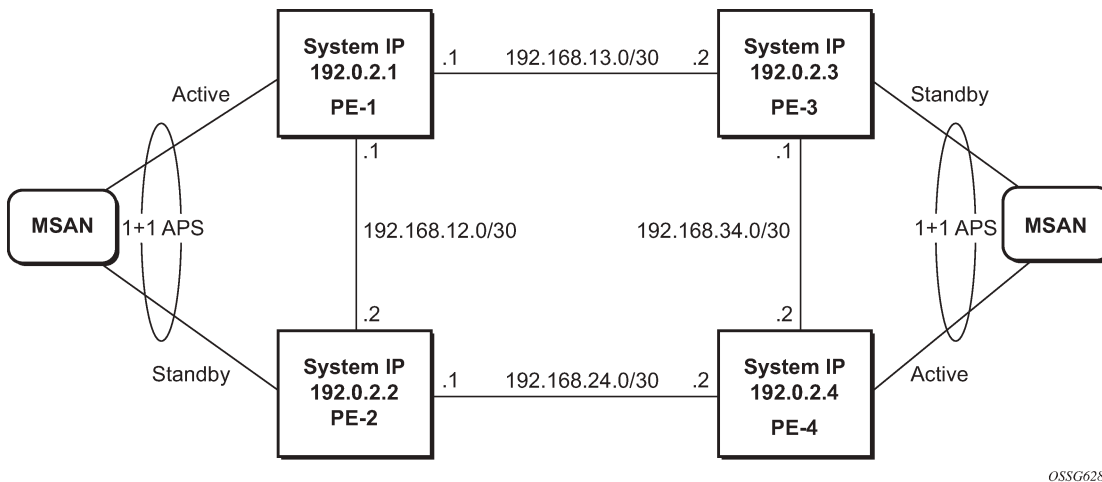 System IP
192.0.2.1
PE-1
.1
192.168.13.0/30
.2
System IP
192.0.2.3
PE-3
Active
Standby
.1
.1
MSAN
1+1 APS
192.168.12.0/30
192.168.34.0/30
1+1 APS
MSAN
.2
.2
Standby
System IP
192.0.2.2
PE-2
.1
192.168.24.0/30
.2
System IP
192.0.2.4
PE-4
Active
OSSG628